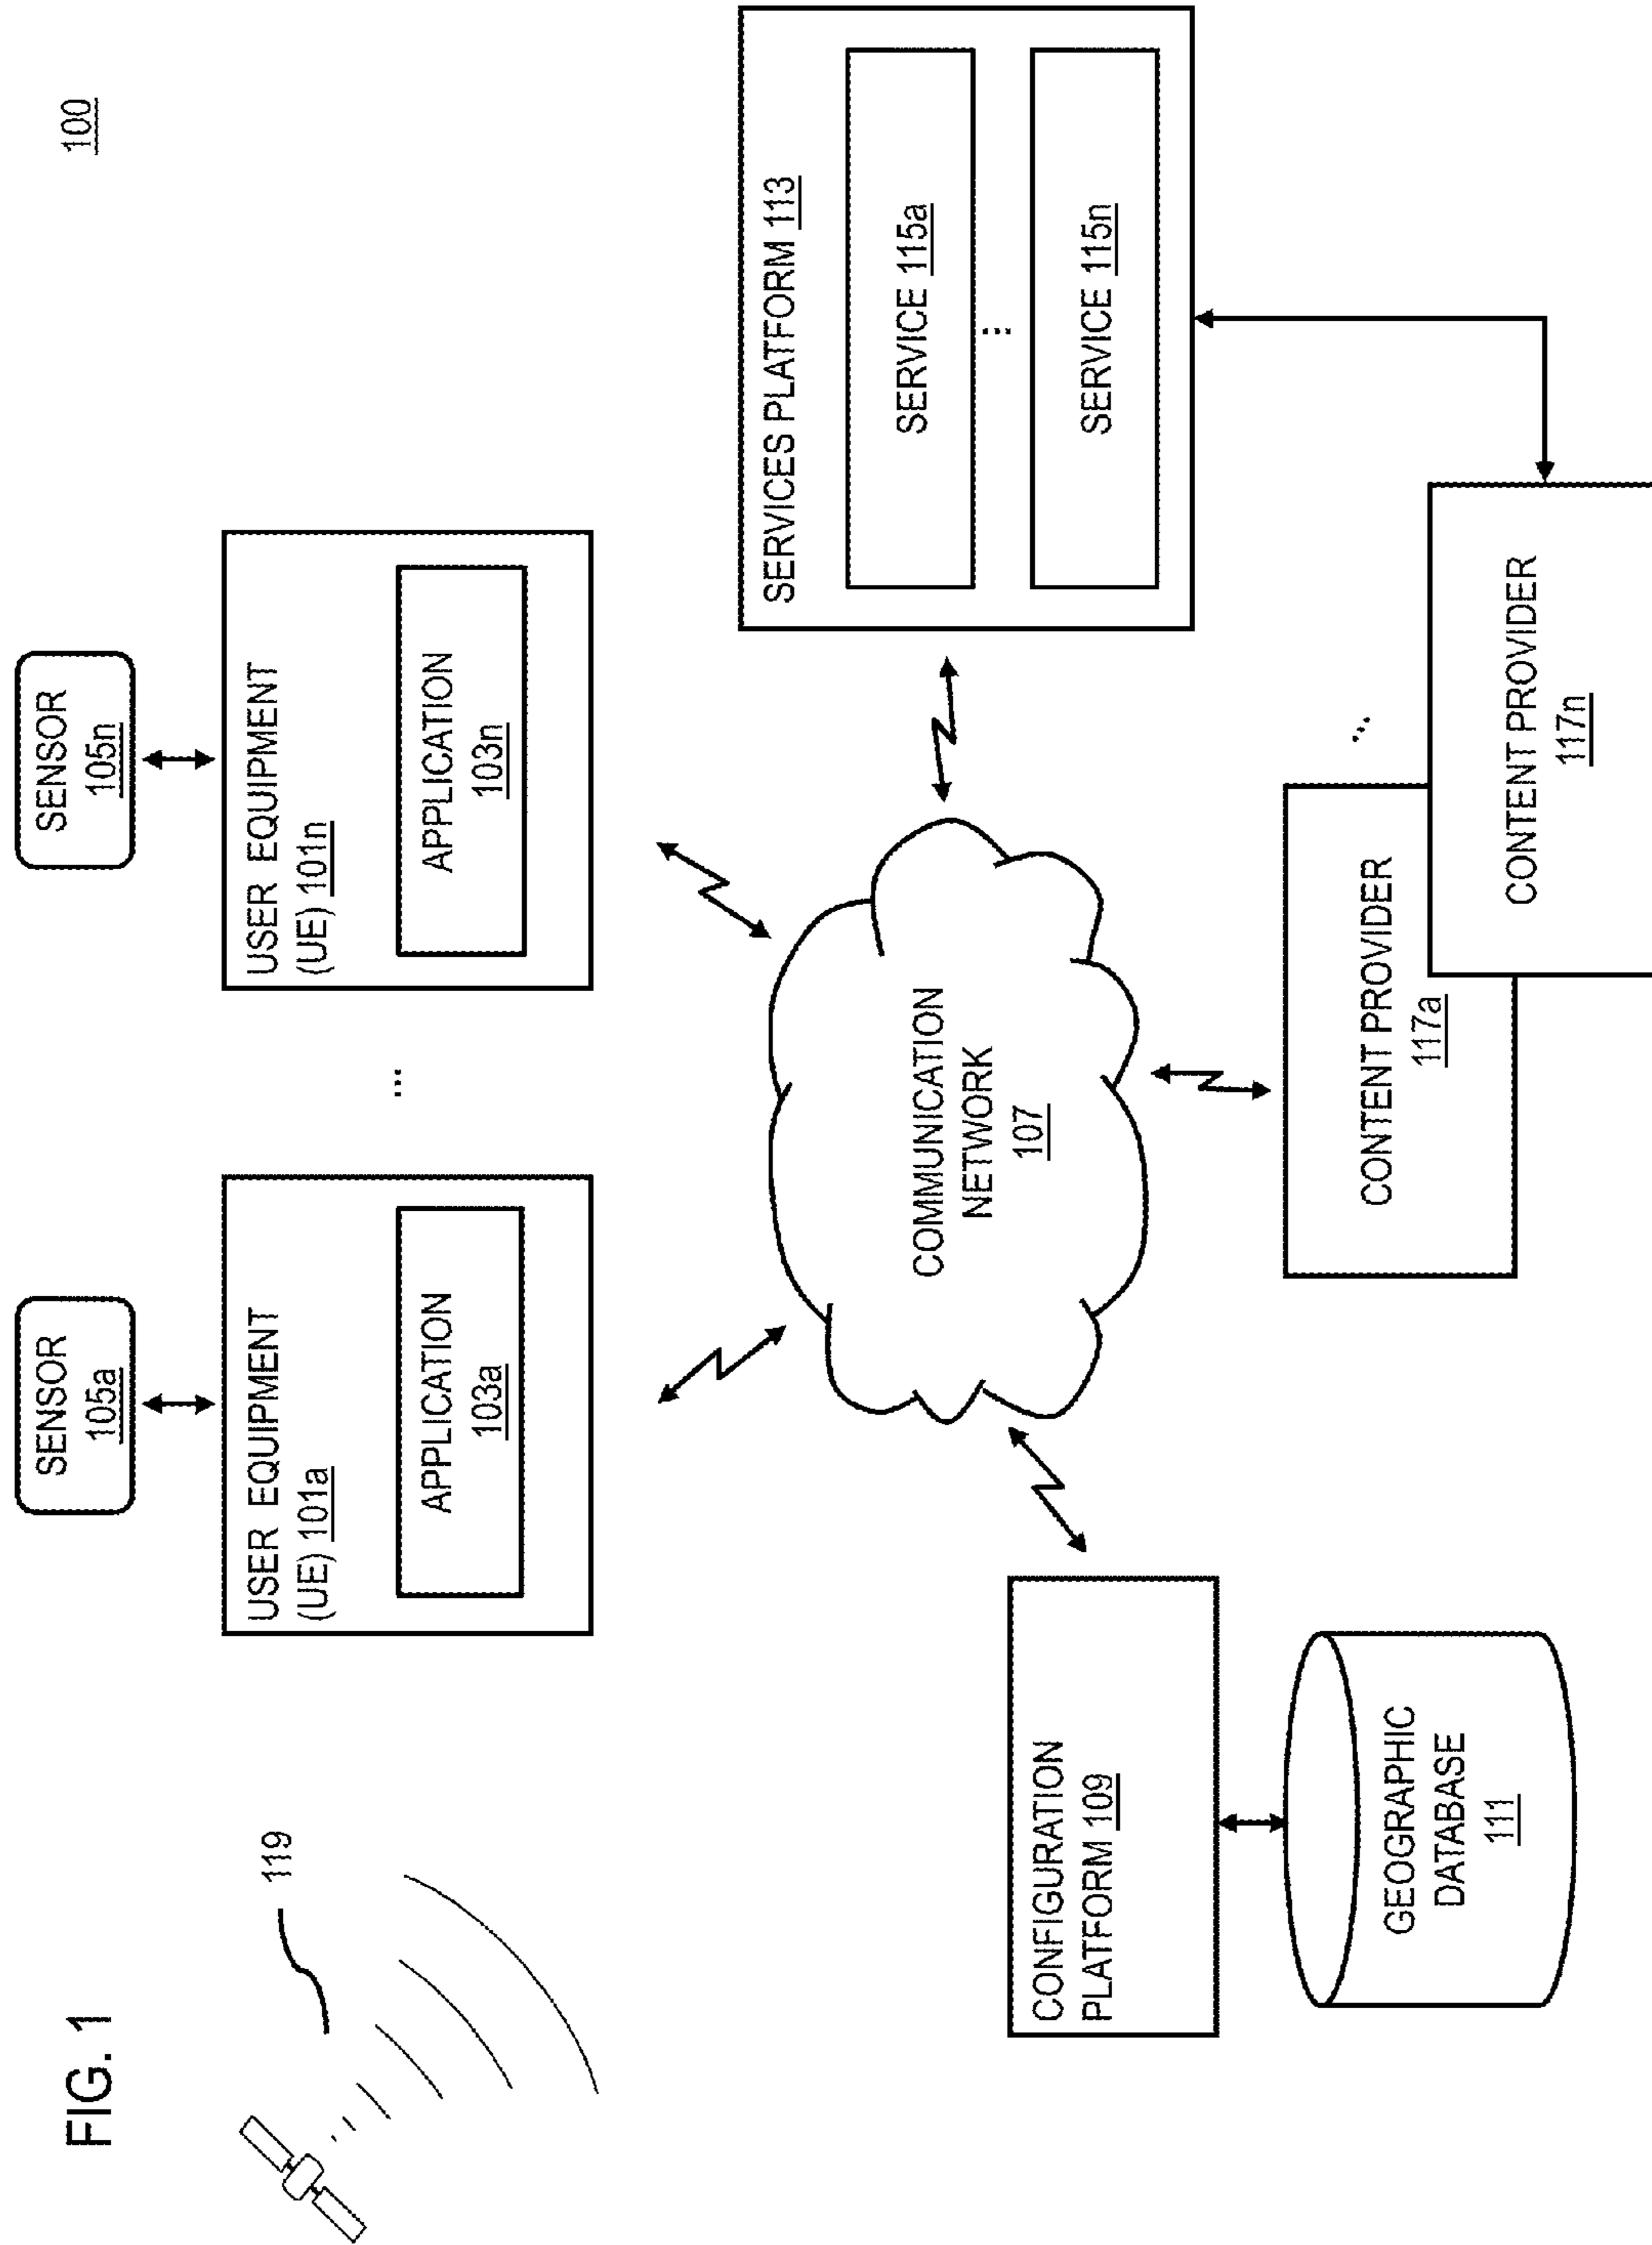 FIG. 1
100
119
SENSOR
105a
SENSOR
105n
USER EQUIPMENT
(UE) 101a
APPLICATION
103a
...
USER EQUIPMENT
(UE) 101n
APPLICATION
103n
COMMUNICATION
NETWORK
107
SERVICES PLATFORM 113
SERVICE 115a
...
SERVICE 115n
CONFIGURATION
PLATFORM 109
GEOGRAPHIC
DATABASE
111
CONTENT PROVIDER
117a
...
CONTENT PROVIDER
117n